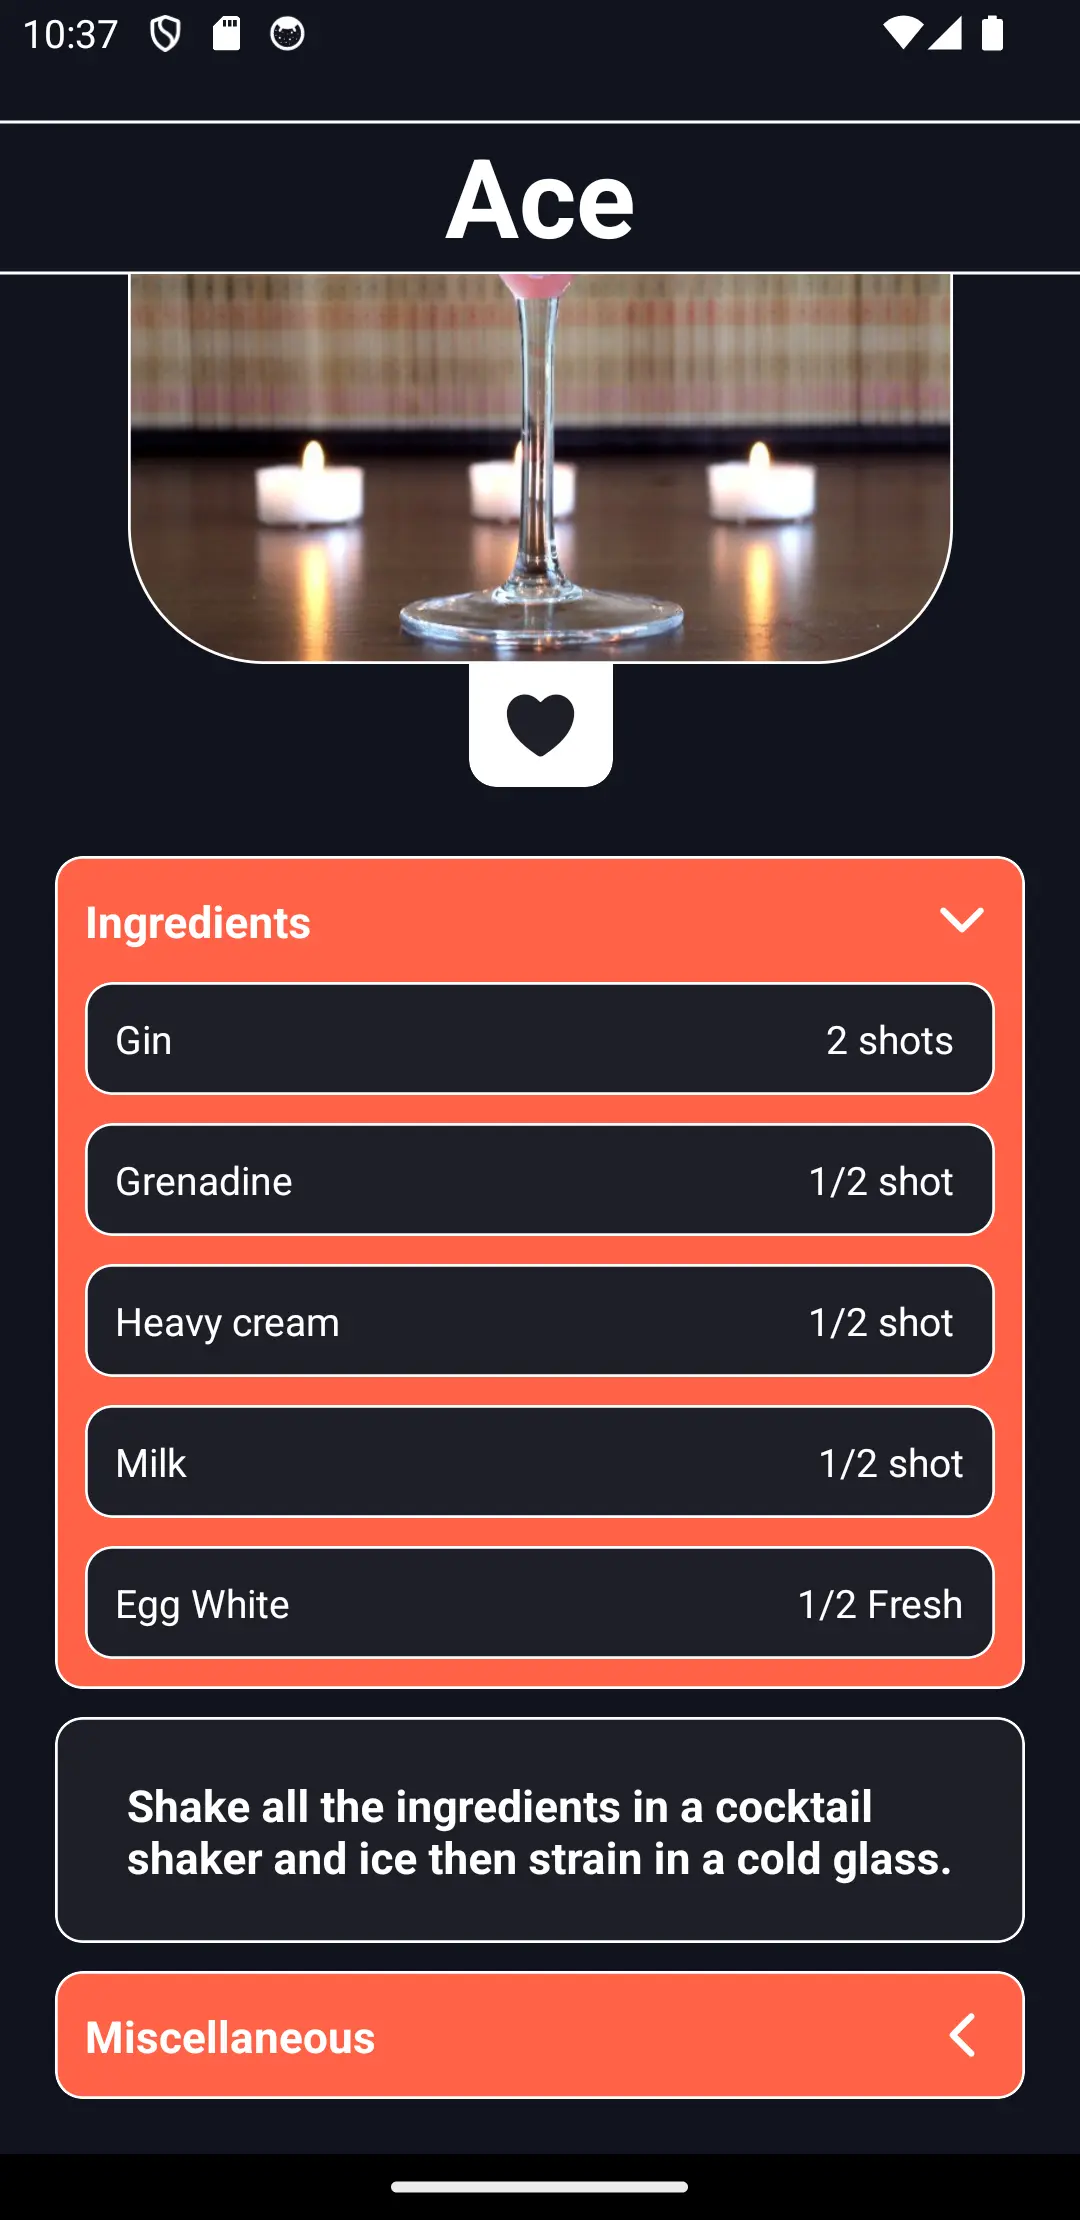 10:37
Ace
Ingredients
Gin 2 shots
Grenadine 1/2 shot
Heavy cream 1/2 shot
Milk 1/2 shot
Egg White 1/2 Fresh
Shake all the ingredients in a cocktail
shaker and ice then strain in a cold glass.
Miscellaneous